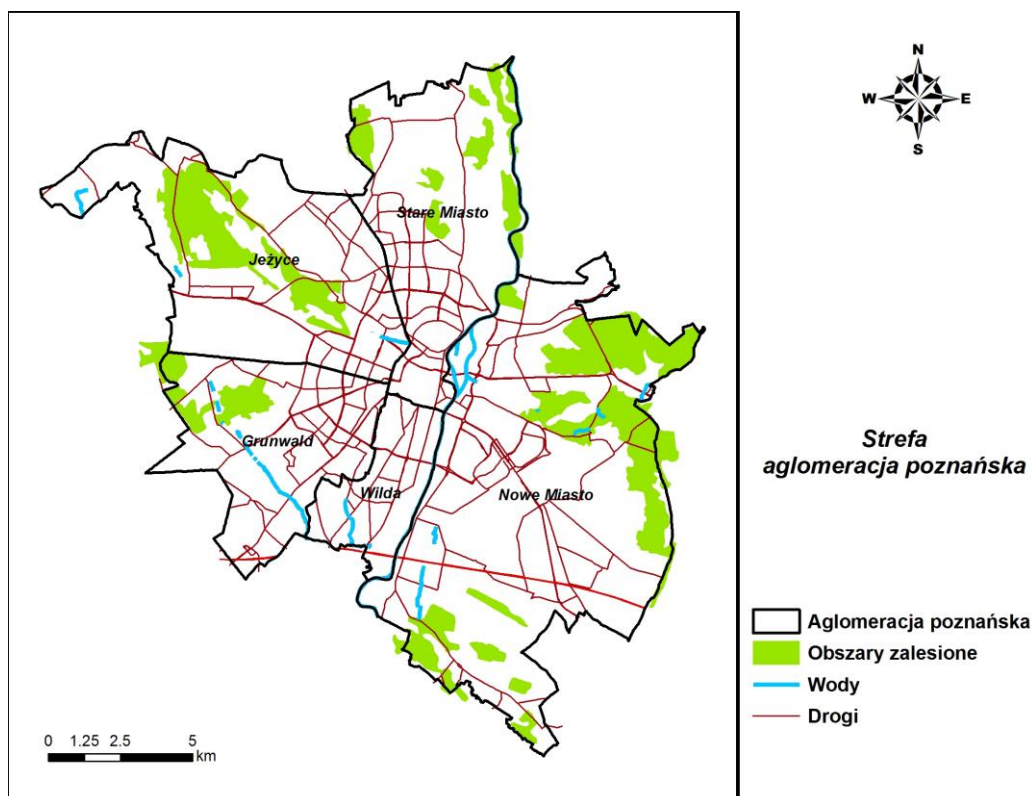 N
W E
S
Stare Miasto
Jeżyce
Grunwald
Wilda
Nowe Miasto
Strefa
aglomeracja poznańska
Aglomeracja poznańska
Obszary zalesione
Wody
Drogi
0 1.25 2.5 5
km